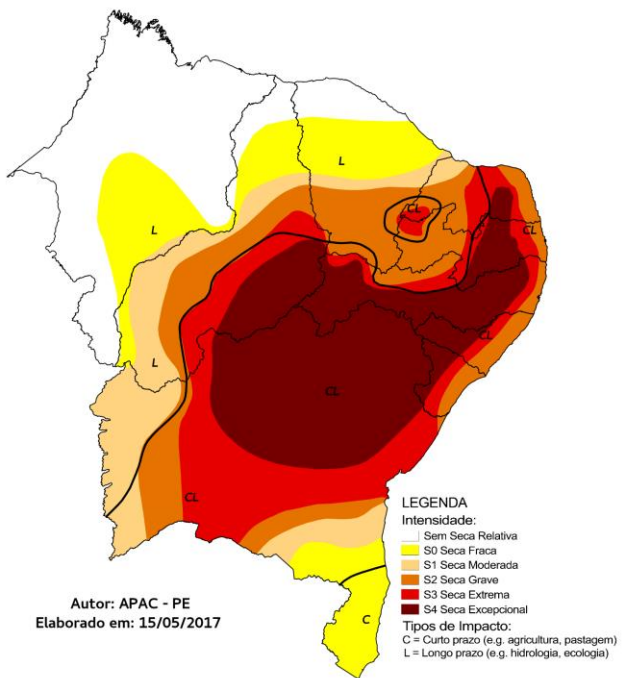 L
CL
L
CL
CL
L
CL
CL
C
LEGENDA
Intensidade:
Sem Seca Relativa
S0 Seca Fraca
S1 Seca Moderada
S2 Seca Grave
S3 Seca Extrema
S4 Seca Excepcional
Tipos de Impacto:
C = Curto prazo (e.g. agricultura, pastagem)
L = Longo prazo (e.g. hidrologia, ecologia)
Autor: APAC - PE
Elaborado em: 15/05/2017